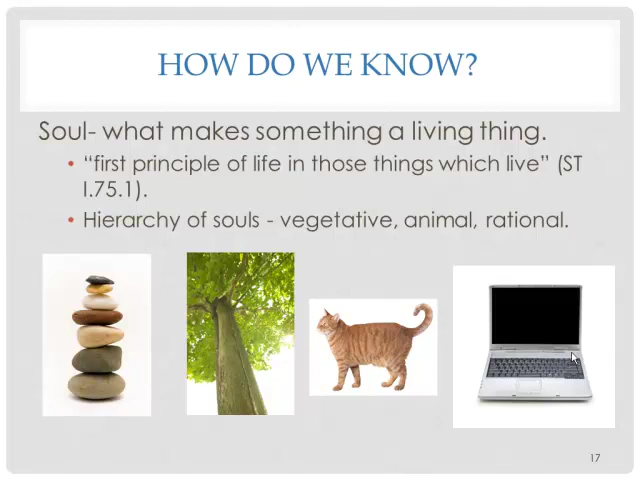 HOW DO WE KNOW?
Soul- what makes something a living thing.
• “first principle of life in those things which live” (ST
I.75.1).
• Hierarchy of souls - vegetative, animal, rational.
17